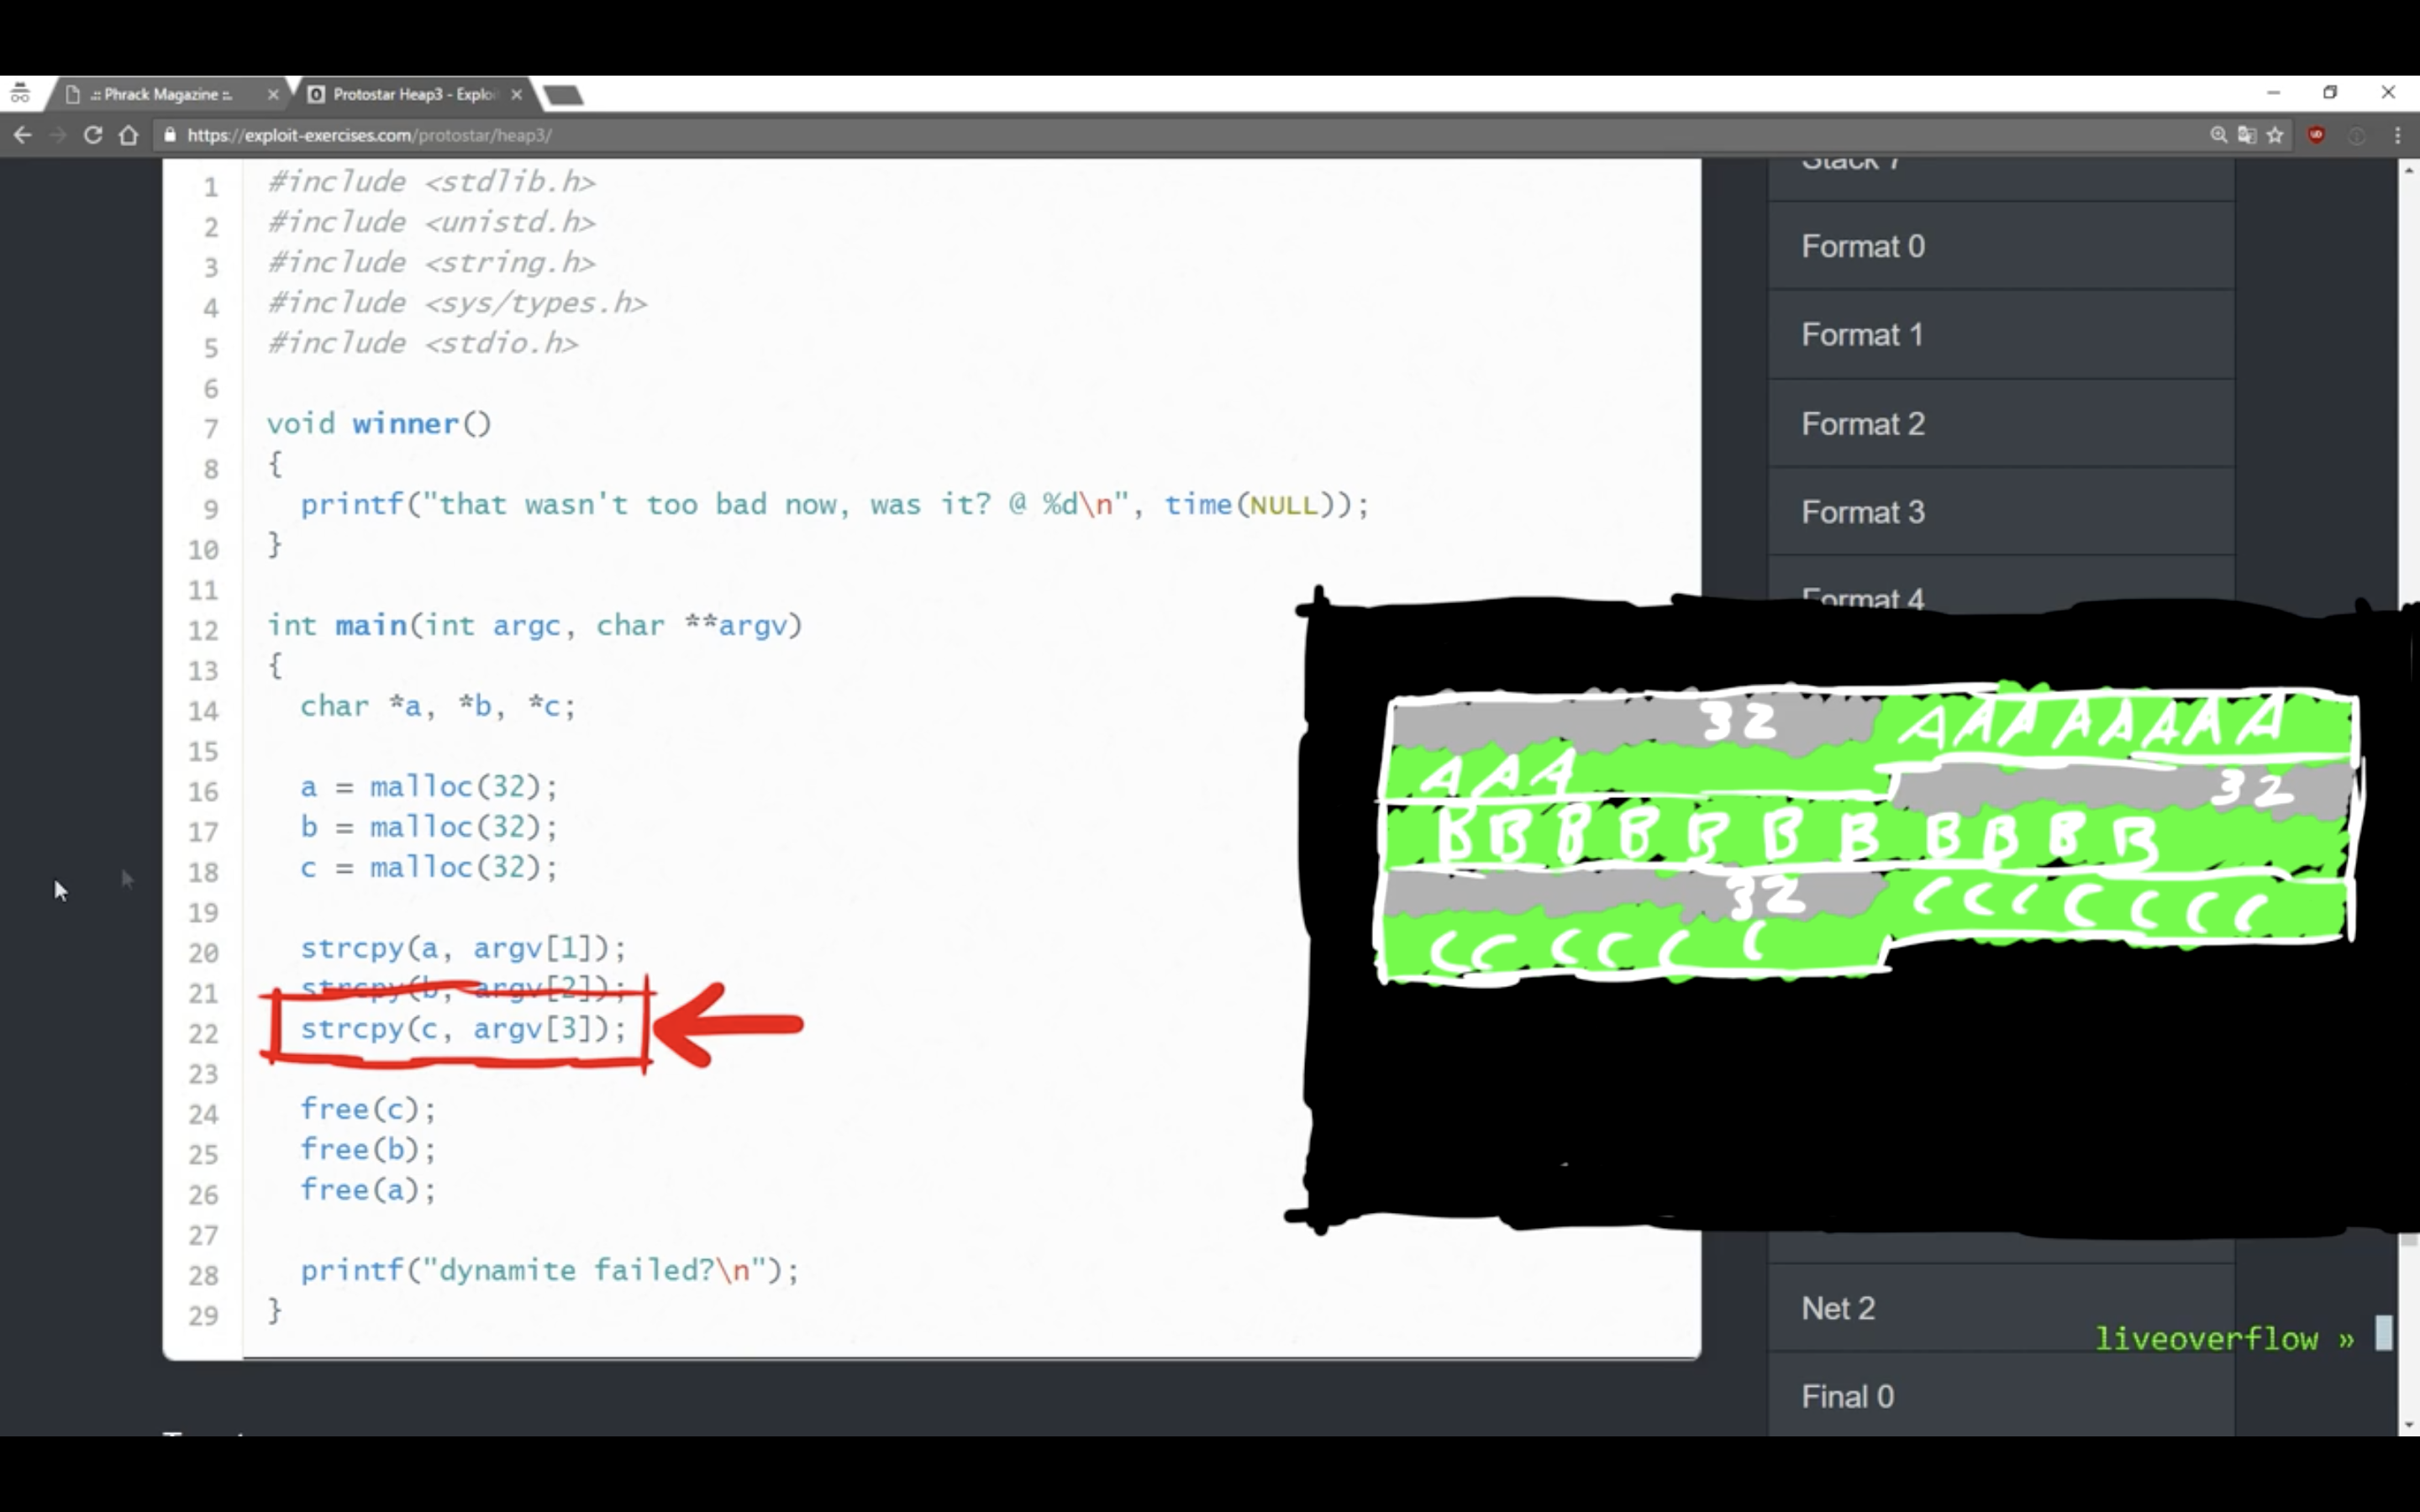 .:: Phrack Magazine ::.
Protostar Heap3 - Exploi
https://exploit-exercises.com/protostar/heap3/
1 #include <stdlib.h>
2 #include <unistd.h>
3 #include <string.h>
4 #include <sys/types.h>
5 #include <stdio.h>
6
7 void winner()
8 {
9 printf("that wasn't too bad now, was it? @ %d\n", time(NULL));
10 }
11
12 int main(int argc, char **argv)
13 {
14 char *a, *b, *c;
15
16 a = malloc(32);
17 b = malloc(32);
18 c = malloc(32);
19
20 strcpy(a, argv[1]);
21 strcpy(b, argv[2]);
22 strcpy(c, argv[3]);
23
24 free(c);
25 free(b);
26 free(a);
27
28 printf("dynamite failed?\n");
29 }
Stack 7
Format 0
Format 1
Format 2
Format 3
Format 4
32 AAAAAAAA
AAA 32
BBBBBBBBBBB
32 CCCCCCC
CCCCCC
Net 2
liveoverflow »
Final 0